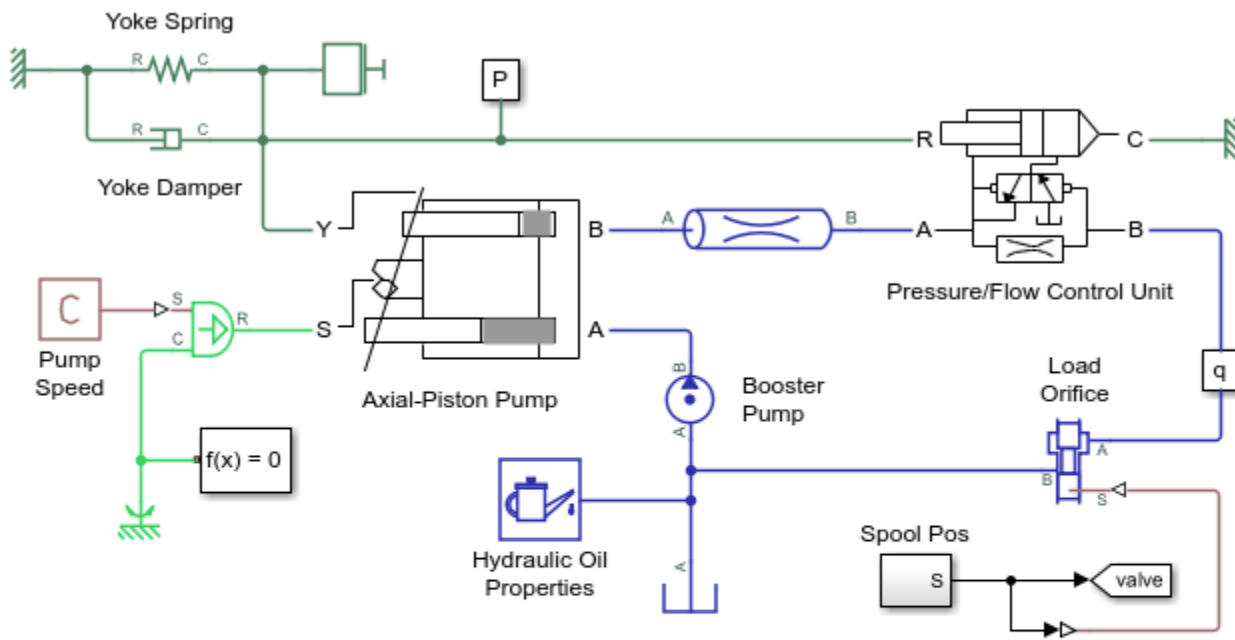 Yoke Spring
R
C
P
R
C
R
C
Yoke Damper
Y
B
A
B
A
B
Pressure/Flow Control Unit
C
S
R
S
A
C
Pump
Speed
Axial-Piston Pump
B
Booster
Pump
A
Load
Orifice
q
f(x) = 0
A
B
S
Hydraulic Oil
Properties
A
Spool Pos
S
valve